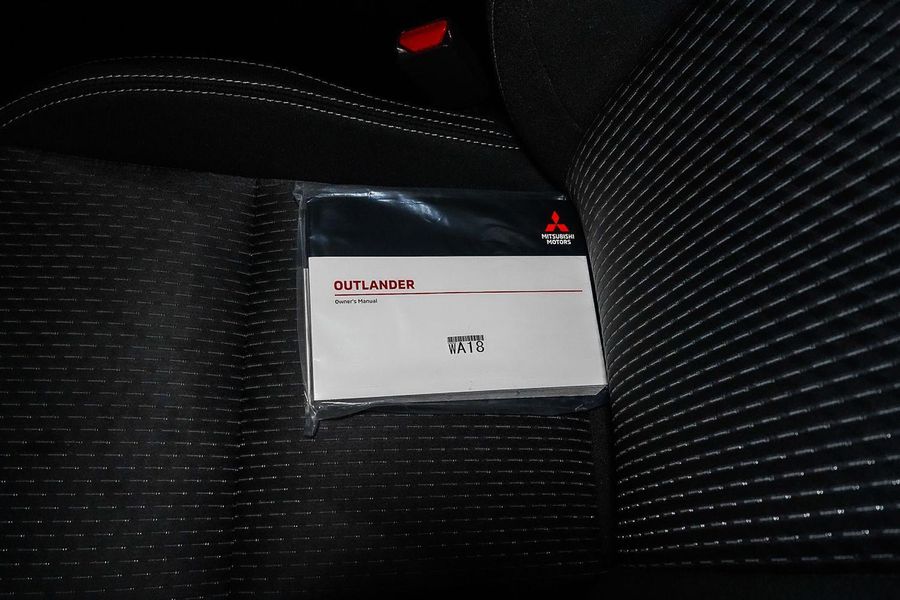 MITSUBISHI
MOTORS
OUTLANDER
Owner's Manual
WA18